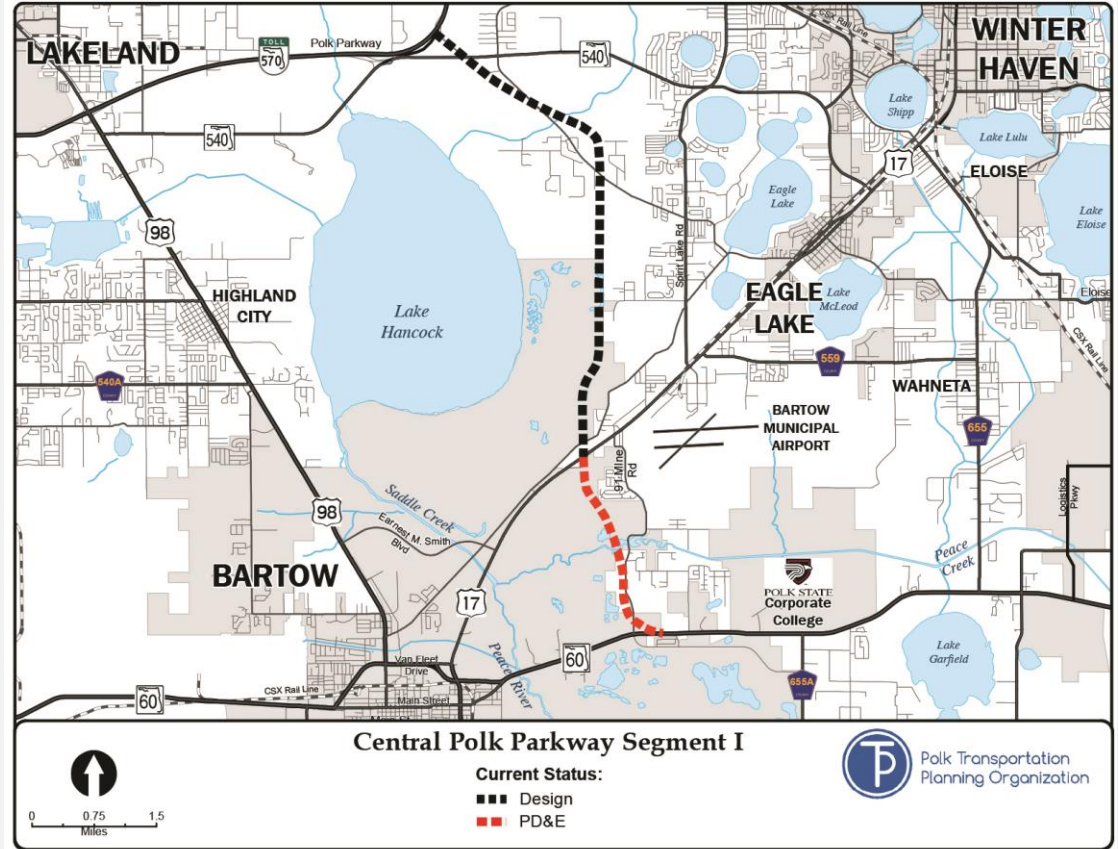 LAKELAND
TOLL
570
Polk Parkway
540
CSX Rail Line
WINTER
HAVEN
Lake
Shipp
Lake Lulu
540
17
ELOISE
Eagle
Lake
Lake
Eloise
98
Spirit Lake Rd
HIGHLAND
CITY
Lake
Hancock
EAGLE
LAKE
Lake
McLeod
Eloise
CSX Rail Line
559
540A
WAHNETA
BARTOW
MUNICIPAL
AIRPORT
655
91 Mine
Rd
Logistics
Pkwy
98
Saddle Creek
Earnest M. Smith
Blvd
Peace
Creek
BARTOW
POLK STATE
Corporate
College
17
60
Peace River
Lake
Garfield
Van Fleet
Drive
655A
CSX Rail Line
60
Main Street
Central Polk Parkway Segment I
Current Status:
Design
PD&E
0 0.75 1.5
Miles
TP
Polk Transportation
Planning Organization